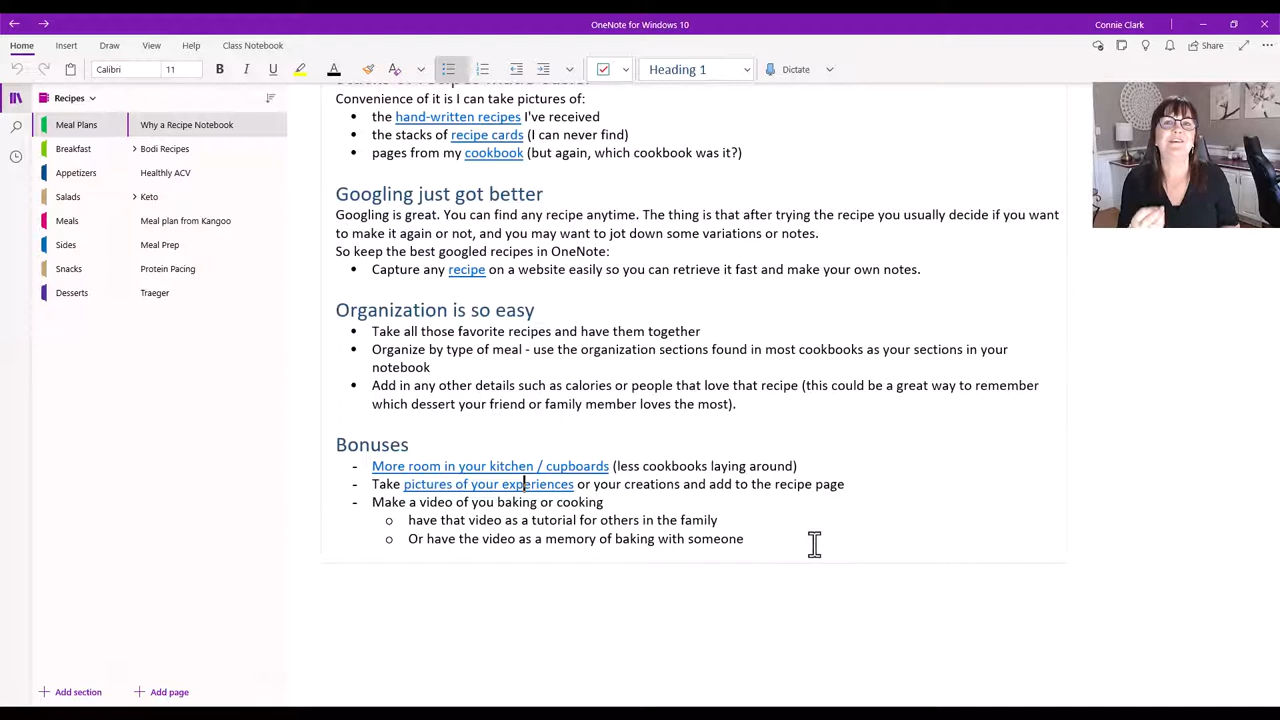 OneNote for Windows 10
Connie Clark
Home Insert Draw View Help Class Notebook
Share
Calibri 11 B I U A A Heading 1 Dictate
Recipes
Meal Plans
Breakfast
Appetizers
Salads
Meals
Sides
Snacks
Desserts
Why a Recipe Notebook
Bodi Recipes
Healthly ACV
Keto
Meal plan from Kangoo
Meal Prep
Protein Pacing
Traeger
Convenience of it is I can take pictures of:
• the hand-written recipes I've received
• the stacks of recipe cards (I can never find)
• pages from my cookbook (but again, which cookbook was it?)
Googling just got better
Googling is great. You can find any recipe anytime. The thing is that after trying the recipe you usually decide if you want
to make it again or not, and you may want to jot down some variations or notes.
So keep the best googled recipes in OneNote:
• Capture any recipe on a website easily so you can retrieve it fast and make your own notes.
Organization is so easy
• Take all those favorite recipes and have them together
• Organize by type of meal - use the organization sections found in most cookbooks as your sections in your
notebook
• Add in any other details such as calories or people that love that recipe (this could be a great way to remember
which dessert your friend or family member loves the most).
Bonuses
- More room in your kitchen / cupboards (less cookbooks laying around)
- Take pictures of your experiences or your creations and add to the recipe page
- Make a video of you baking or cooking
o have that video as a tutorial for others in the family
o Or have the video as a memory of baking with someone
+ Add section + Add page